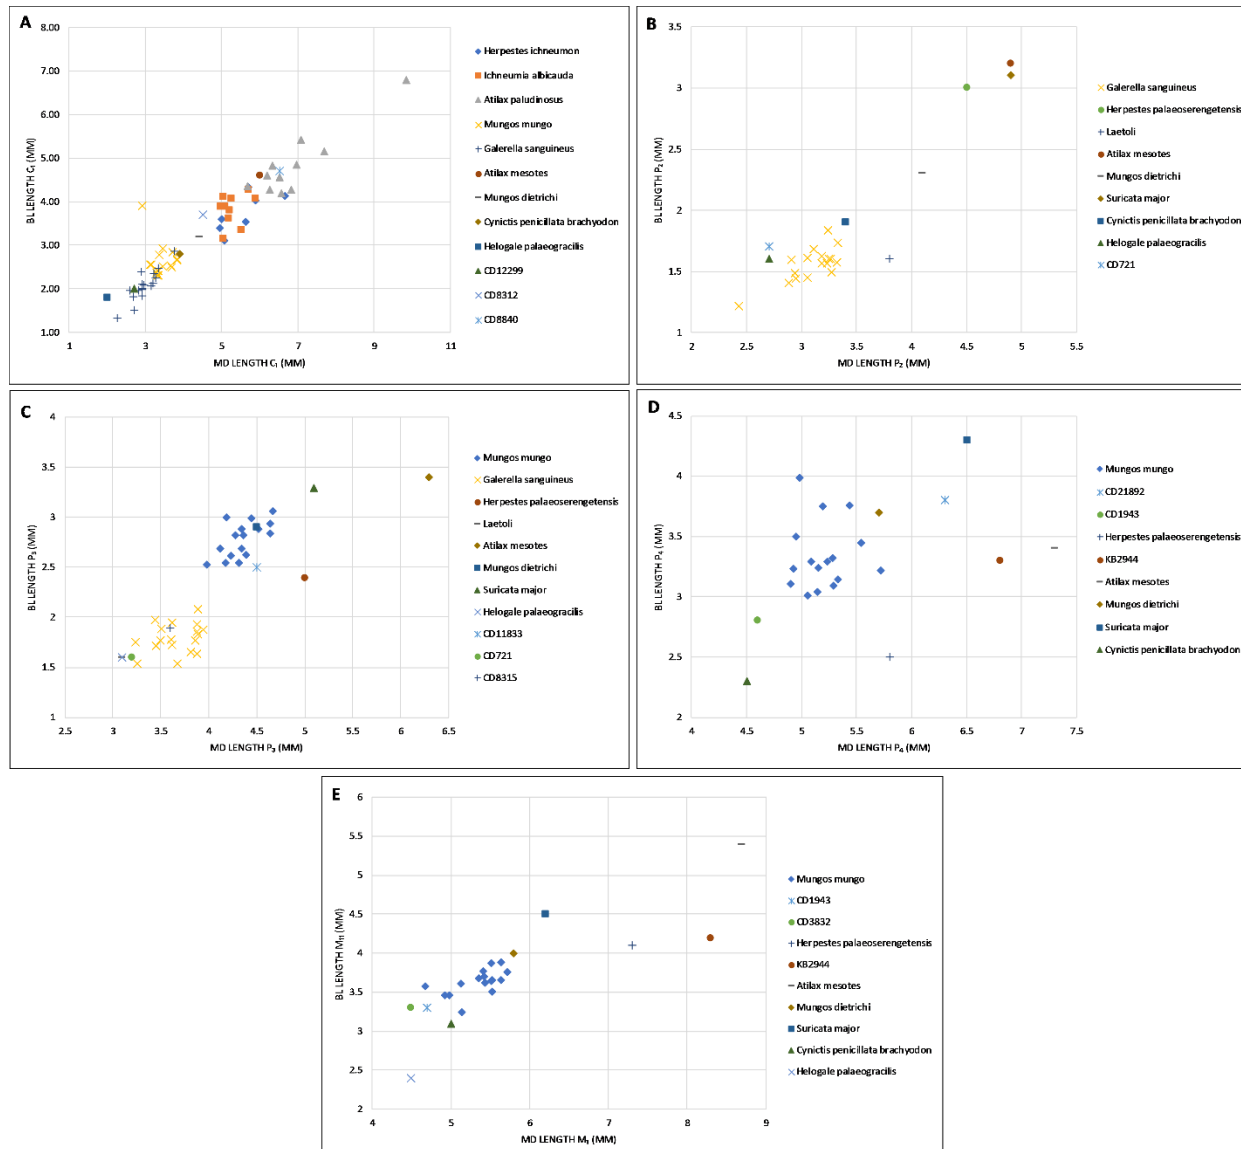 A
8.00
7.00
6.00
5.00
4.00
3.00
2.00
1.00
BL LENGTH C₁ (MM)
1 3 5 7 9 11
MD LENGTH C₁ (MM)
Herpestes ichneumon
Ichneumia albicauda
Atilax paludinosus
Mungos mungo
Galerella sanguineus
Atilax mesotes
Mungos dietrichi
Cynictis penicillata brachyodon
Helogale palaeogracilis
CD12299
CD8312
CD8840
B
3.5
3
2.5
2
1.5
1
BL LENGTH P₂ (MM)
2 2.5 3 3.5 4 4.5 5 5.5
MD LENGTH P₂ (MM)
Galerella sanguineus
Herpestes palaeoserengetensis
Laetoli
Atilax mesotes
Mungos dietrichi
Suricata major
Cynictis penicillata brachyodon
Helogale palaeogracilis
CD721
C
4
3.5
3
2.5
2
1.5
1
BL LENGTH P₃ (MM)
2.5 3 3.5 4 4.5 5 5.5 6 6.5
MD LENGTH P₃ (MM)
Mungos mungo
Galerella sanguineus
Herpestes palaeoserengetensis
Laetoli
Atilax mesotes
Mungos dietrichi
Suricata major
Helogale palaeogracilis
CD11833
CD721
CD8315
D
4.5
4
3.5
3
2.5
2
BL LENGTH P₄ (MM)
4 4.5 5 5.5 6 6.5 7 7.5
MD LENGTH P₄ (MM)
Mungos mungo
CD21892
CD1943
Herpestes palaeoserengetensis
KB2944
Atilax mesotes
Mungos dietrichi
Suricata major
Cynictis penicillata brachyodon
E
6
5.5
5
4.5
4
3.5
3
2.5
2
BL LENGTH M₁₁ (MM)
4 5 6 7 8 9
MD LENGTH M₁ (MM)
Mungos mungo
CD1943
CD3832
Herpestes palaeoserengetensis
KB2944
Atilax mesotes
Mungos dietrichi
Suricata major
Cynictis penicillata brachyodon
Helogale palaeogracilis